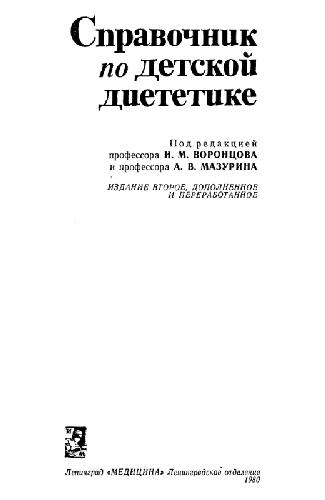 Справочник
по детской
диететике
Под редакцией
профессора И. М. ВОРОНЦОВА
и профессора А. В. МАЗУРИНА
ИЗДАНИЕ ВТОРОЕ, ДОПОЛНЕННОЕ
И ПЕРЕРАБОТАННОЕ
Ленинград «МЕДИЦИНА» Ленинградское отделение
1980